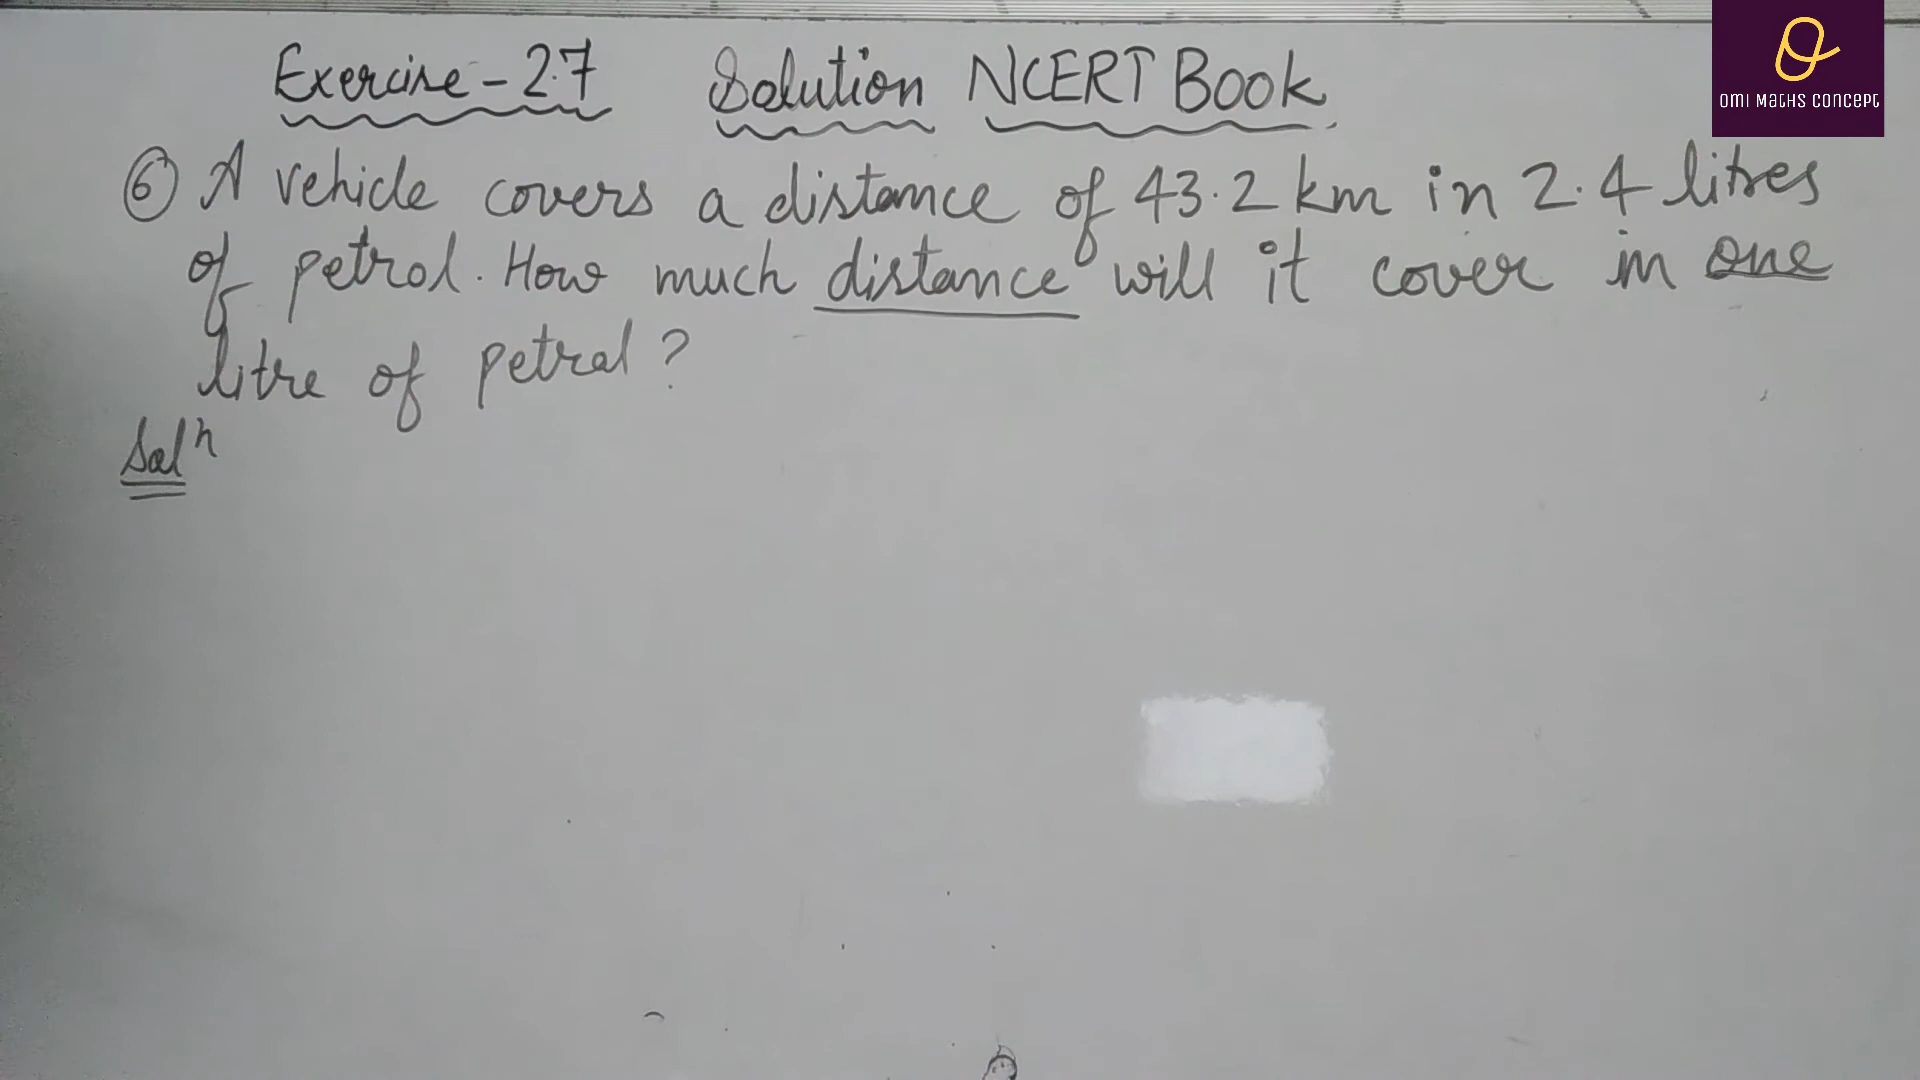 Exercise - 2.7 Solution NCERT Book
OMI MATHS CONCEPT
⑥ A vehicle covers a distance of 43.2 km in 2.4 litres
of petrol. How much distance will it cover in one
litre of petral?
Solⁿ